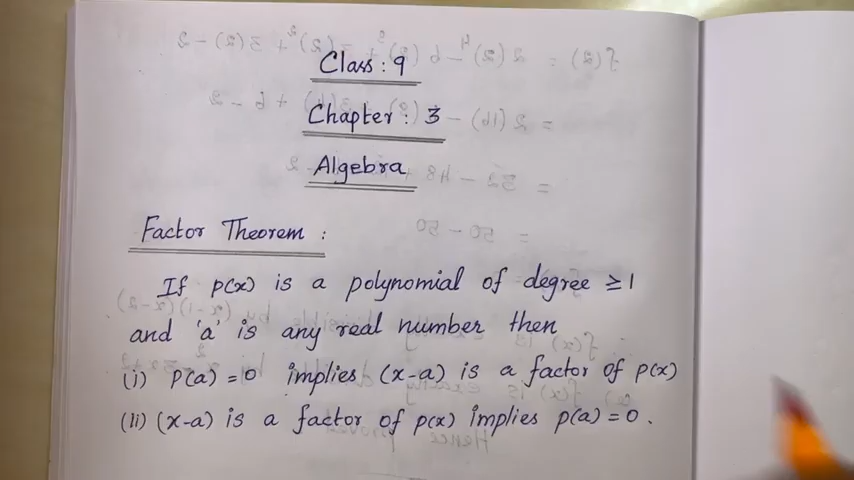 Class : 9
Chapter : 3
Algebra
Factor Theorem :
If p(x) is a polynomial of degree ≥ 1
and 'a' is any real number then
(i) p(a) = 0 implies (x-a) is a factor of p(x)
(ii) (x-a) is a factor of p(x) implies p(a) = 0.